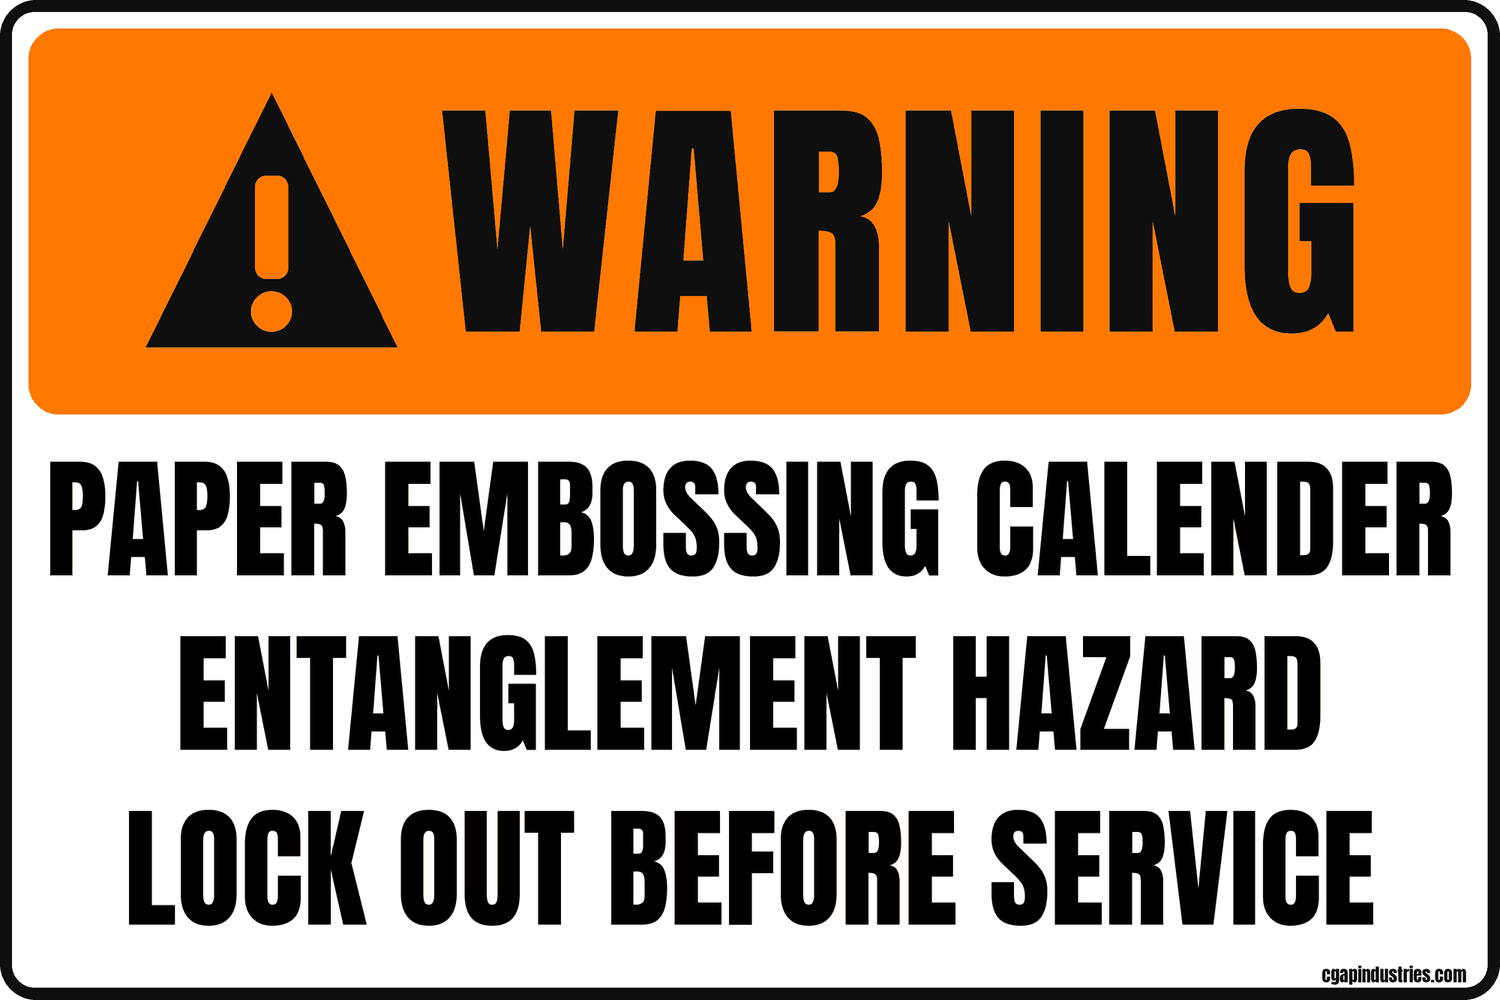 WARNING
PAPER EMBOSSING CALENDER
ENTANGLEMENT HAZARD
LOCK OUT BEFORE SERVICE
cgapindustries.com